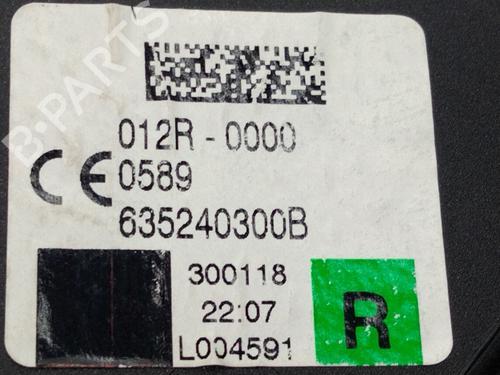 012R - 0000
CE 0589
635240300B
300118
22:07
L004591
R
B-PARTS